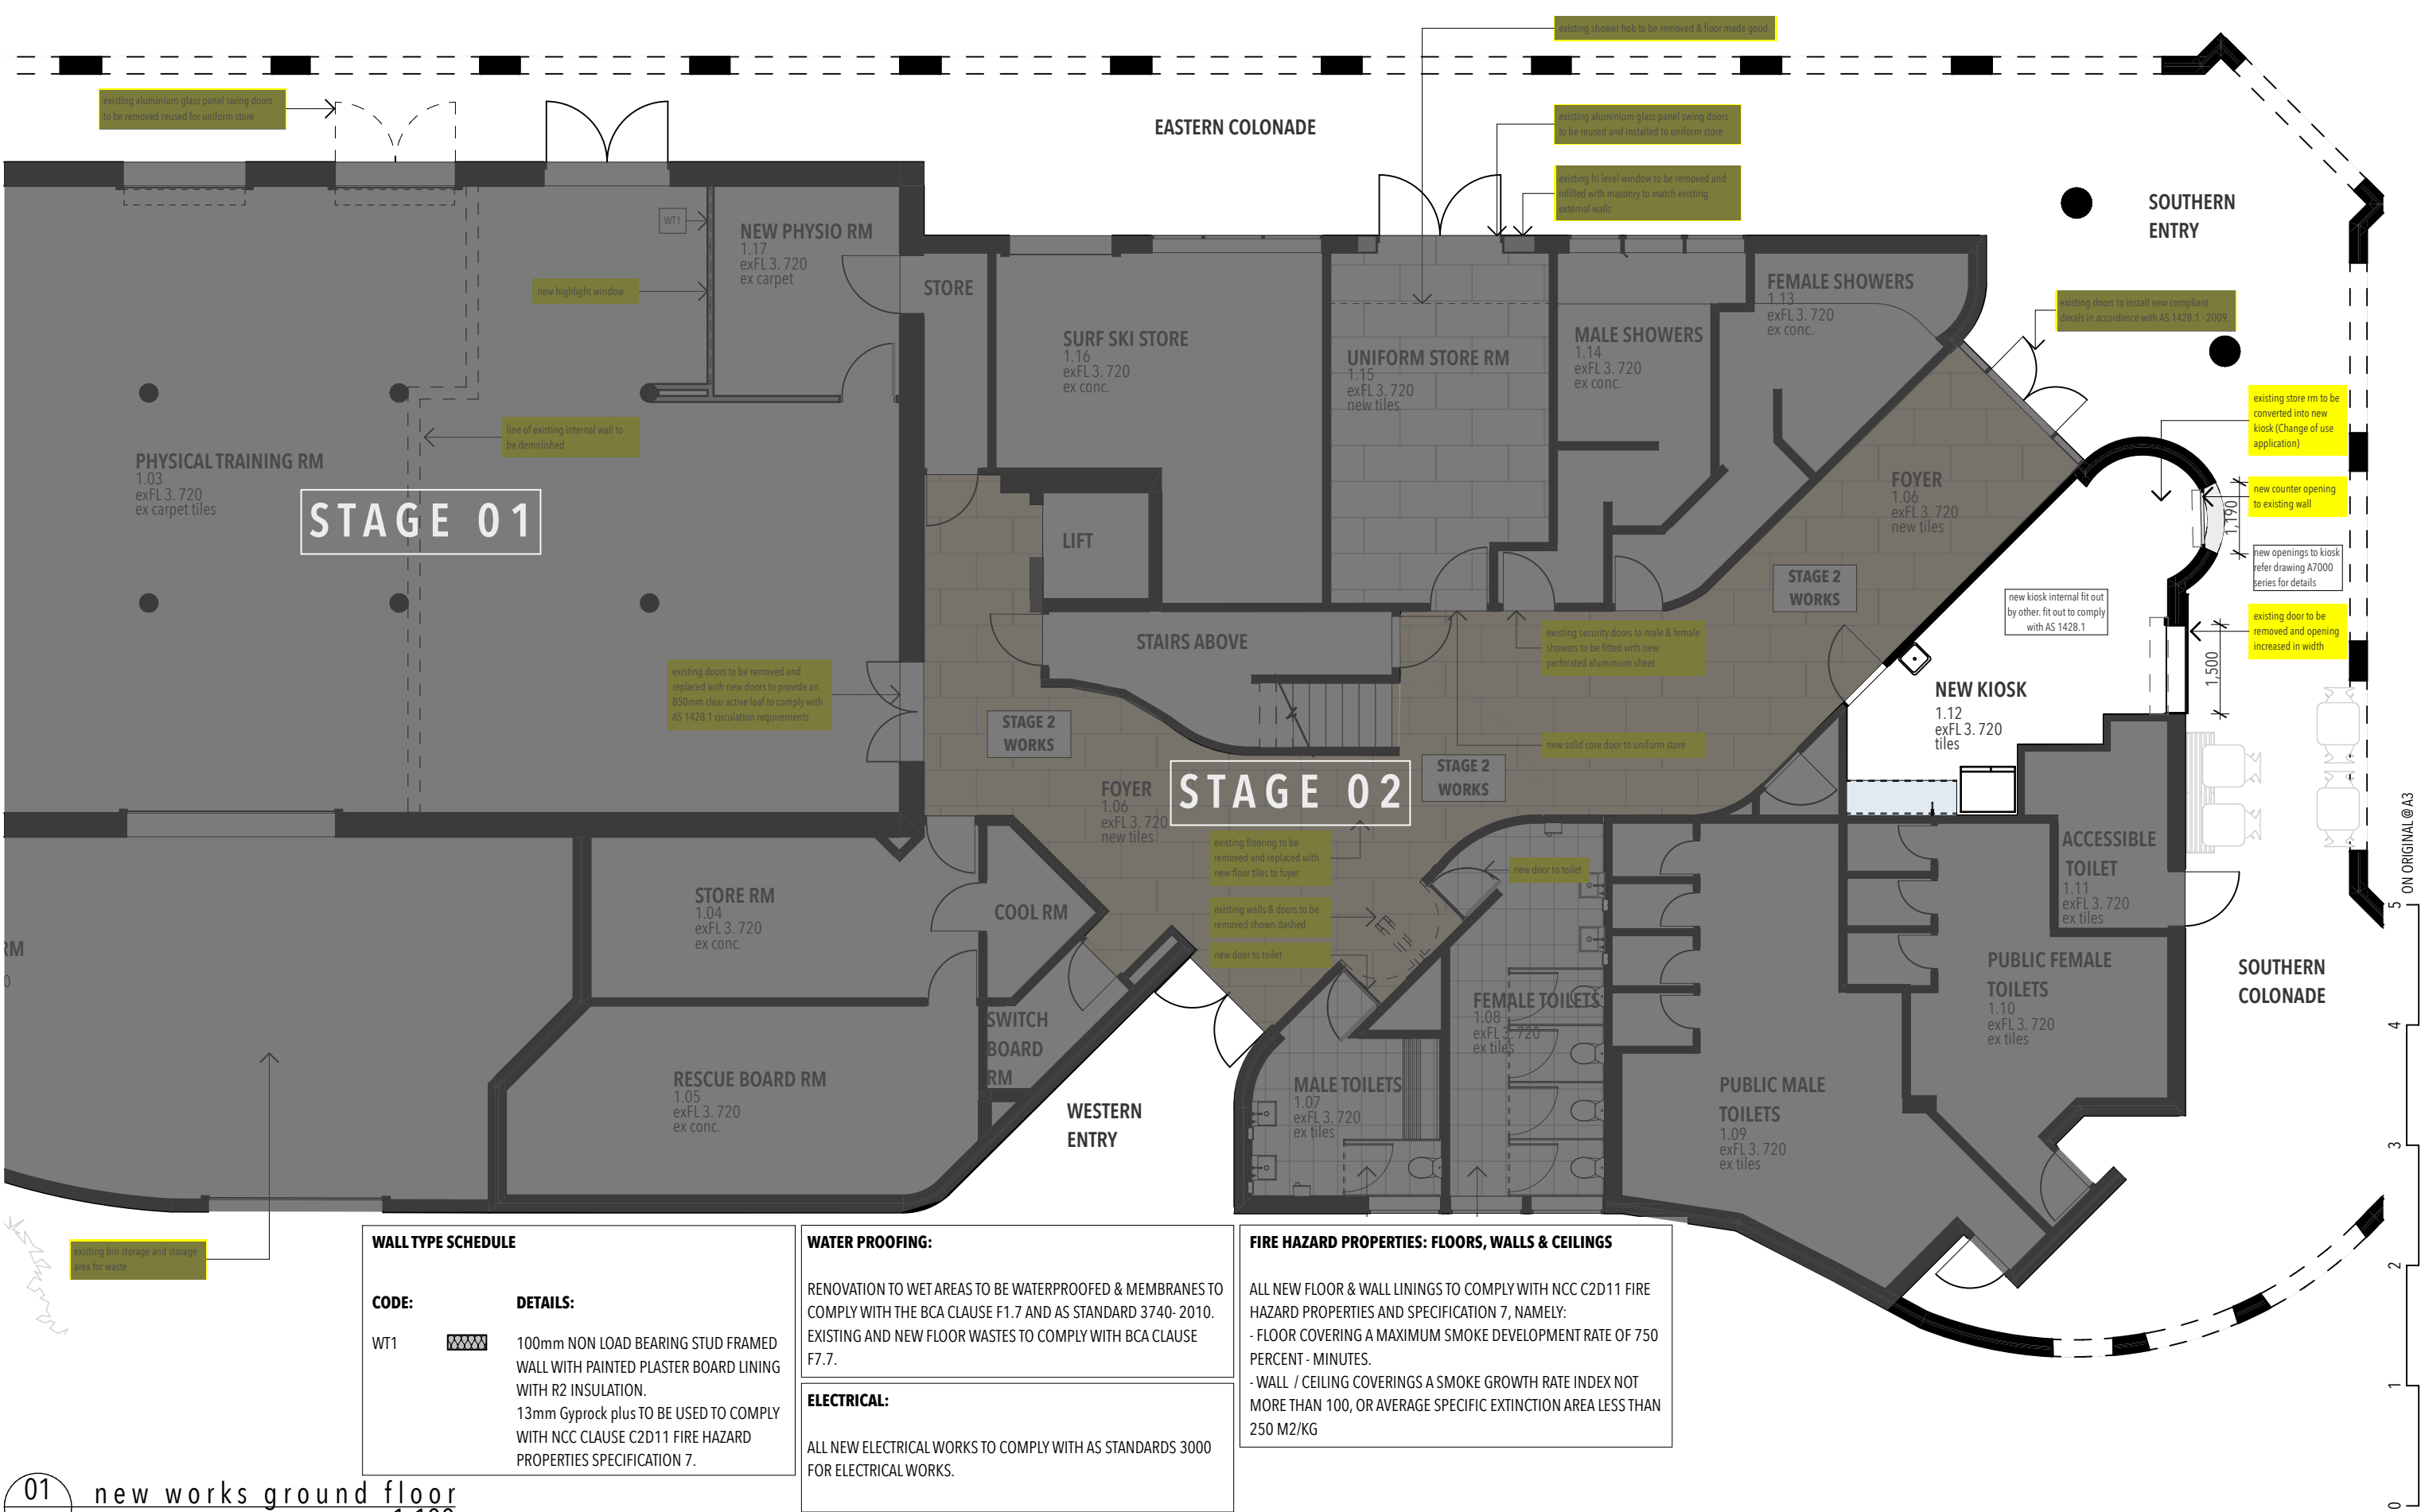 existing shower hob to be removed & floor made good.
existing aluminium glass panel swing doors
to be removed reused for uniform store
EASTERN COLONADE
existing aluminium glass panel swing doors
to be reused and installed to uniform store
existing hi level window to be removed and
infilled with masonry to match existing
external walls
SOUTHERN
ENTRY
WT1
NEW PHYSIO RM
1.17
exFL 3. 720
ex carpet
new highlight window
STORE
SURF SKI STORE
1.16
exFL 3. 720
ex conc.
UNIFORM STORE RM
1.15
exFL 3. 720
new tiles
MALE SHOWERS
1.14
exFL 3. 720
ex conc.
FEMALE SHOWERS
1.13
exFL 3. 720
ex conc.
existing doors to install new compliant
decals in accordance with AS 1428.1 - 2009.
existing store rm to be
converted into new
kiosk (Change of use
application)
line of existing internal wall to
be demolished
PHYSICAL TRAINING RM
1.03
exFL 3. 720
ex carpet tiles
STAGE 01
LIFT
FOYER
1.06
exFL 3. 720
new tiles
new counter opening
to existing wall
1,190
new openings to kiosk
refer drawing A7000
series for details
STAGE 2
WORKS
new kiosk internal fit out
by other. fit out to comply
with AS 1428.1
existing door to be
removed and opening
increased in width
1,500
STAIRS ABOVE
existing security doors to male & female
showers to be fitted with new
perforated aluminium sheet
existing doors to be removed and
replaced with new doors to provide an
850mm clear active leaf to comply with
AS 1428.1 circulation requirements
NEW KIOSK
1.12
exFL 3. 720
tiles
STAGE 2
WORKS
new solid core door to uniform store
STAGE 2
WORKS
STAGE 02
FOYER
1.06
exFL 3. 720
new tiles
existing flooring to be
removed and replaced with
new floor tiles to foyer
new door to toilet
existing walls & doors to be
removed shown dashed
new door to toilet
ACCESSIBLE
TOILET
1.11
exFL 3. 720
ex tiles
ON ORIGINAL @ A3
STORE RM
1.04
exFL 3. 720
ex conc.
COOL RM
RM
0
SWITCH
BOARD
RM
FEMALE TOILETS
1.08
exFL 3. 720
ex tiles
PUBLIC FEMALE
TOILETS
1.10
exFL 3. 720
ex tiles
SOUTHERN
COLONADE
RESCUE BOARD RM
1.05
exFL 3. 720
ex conc.
WESTERN
ENTRY
MALE TOILETS
1.07
exFL 3. 720
ex tiles
PUBLIC MALE
TOILETS
1.09
exFL 3. 720
ex tiles
5
4
3
2
1
0
existing bin storage and storage
area for waste
WALL TYPE SCHEDULE
CODE: DETAILS:
WT1 100mm NON LOAD BEARING STUD FRAMED
WALL WITH PAINTED PLASTER BOARD LINING
WITH R2 INSULATION.
13mm Gyprock plus TO BE USED TO COMPLY
WITH NCC CLAUSE C2D11 FIRE HAZARD
PROPERTIES SPECIFICATION 7.
WATER PROOFING:
RENOVATION TO WET AREAS TO BE WATERPROOFED & MEMBRANES TO
COMPLY WITH THE BCA CLAUSE F1.7 AND AS STANDARD 3740- 2010.
EXISTING AND NEW FLOOR WASTES TO COMPLY WITH BCA CLAUSE
F7.7.
ELECTRICAL:
ALL NEW ELECTRICAL WORKS TO COMPLY WITH AS STANDARDS 3000
FOR ELECTRICAL WORKS.
FIRE HAZARD PROPERTIES: FLOORS, WALLS & CEILINGS
ALL NEW FLOOR & WALL LININGS TO COMPLY WITH NCC C2D11 FIRE
HAZARD PROPERTIES AND SPECIFICATION 7, NAMELY:
- FLOOR COVERING A MAXIMUM SMOKE DEVELOPMENT RATE OF 750
PERCENT - MINUTES.
- WALL / CEILING COVERINGS A SMOKE GROWTH RATE INDEX NOT
MORE THAN 100, OR AVERAGE SPECIFIC EXTINCTION AREA LESS THAN
250 M2/KG
01 new works ground floor